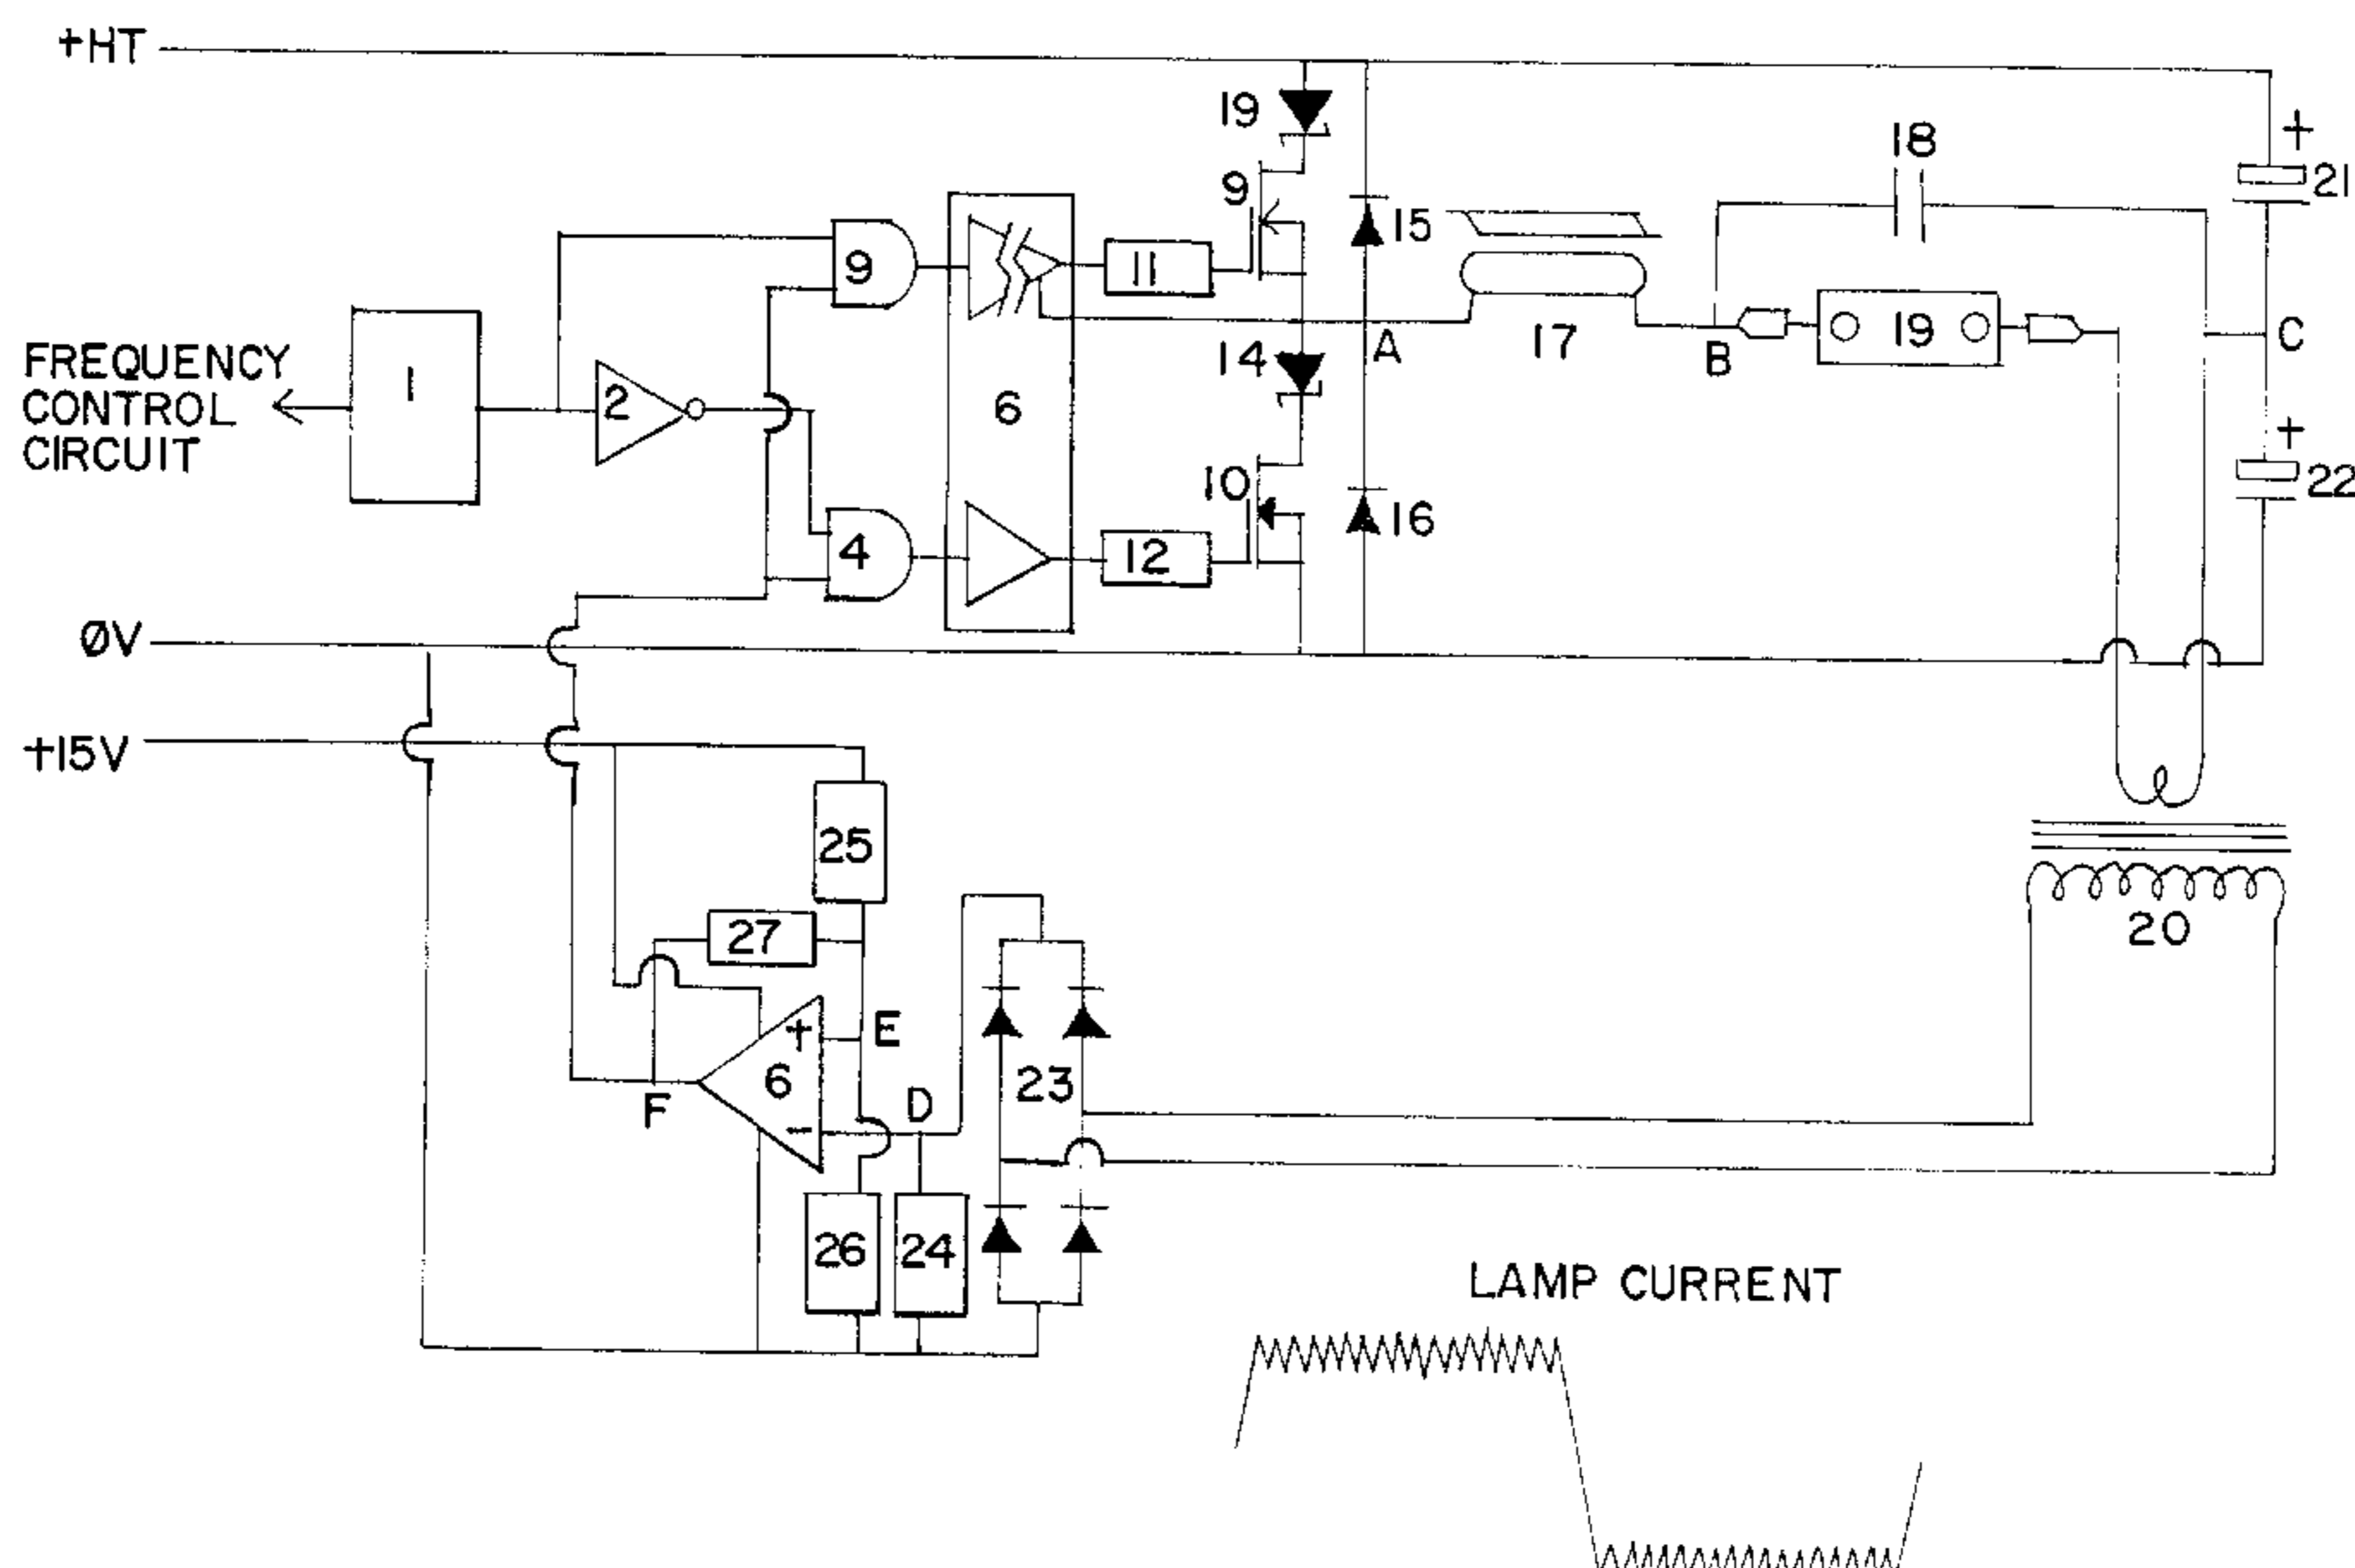 +HT
19
18
+
21
9
15
9
11
FREQUENCY
CONTROL
CIRCUIT
1
2
6
14
A
17
B
19
C
10
+
22
16
4
12
ØV
+15V
25
27
20
+
E
6
23
F
D
-
26
24
LAMP CURRENT